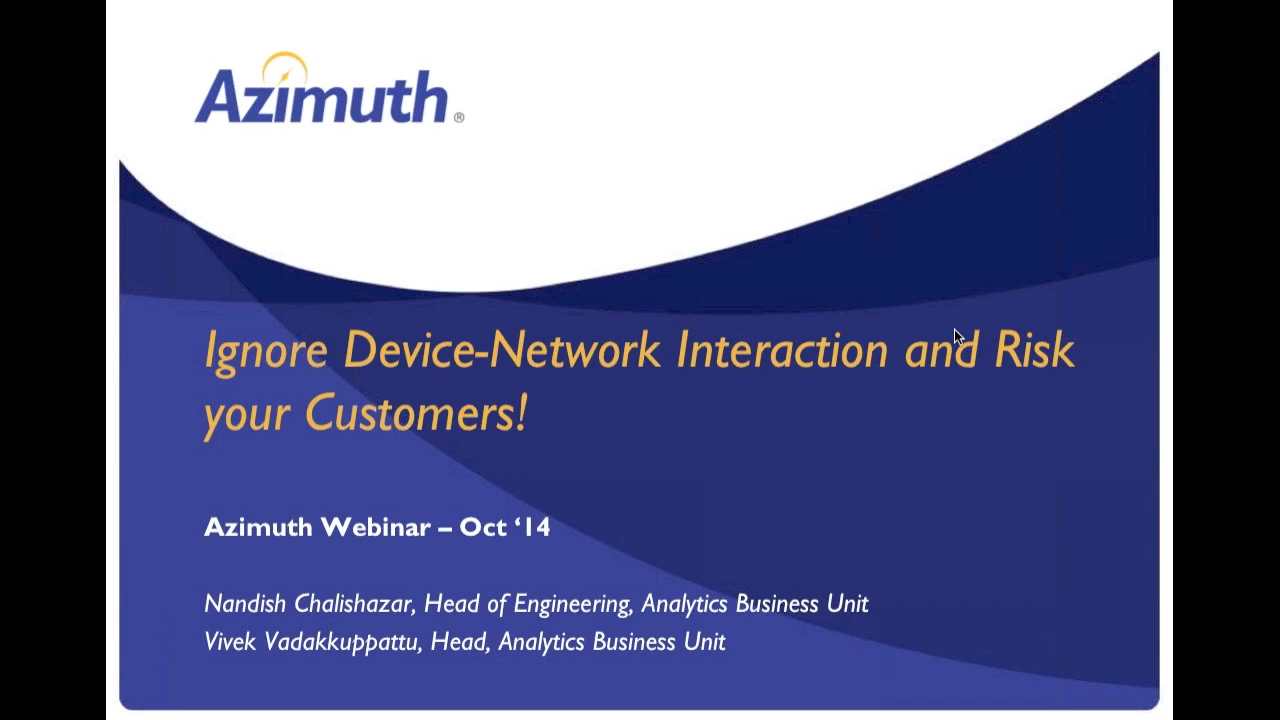 Azimuth®
Ignore Device-Network Interaction and Risk
your Customers!
Azimuth Webinar – Oct ‘14
Nandish Chalishazar, Head of Engineering, Analytics Business Unit
Vivek Vadakkuppattu, Head, Analytics Business Unit